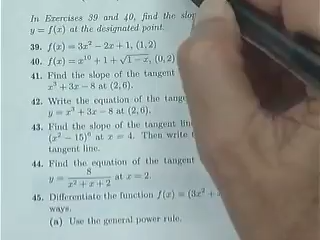 In Exercises 39 and 40, find the
y = f(x) at the designated point.
39. f(x) = 3x² − 2x + 1, (1, 2)
40. f(x) = x¹⁰ + 1 + √(1−x), (0, 2)
41. Find the slope of the tangent
x³ + 3x − 8 at (2, 6).
42. Write the equation of the
y = x³ + 3x − 8 at (2, 6).
43. Find the slope of the tangent
(x² − 15)⁶ at x = 4. Then write
tangent line.
44. Find the equation of the tangent
y = 8/(x² + x + 2) at x = 2.
45. Differentiate the function f(x) = (3x² +
ways.
(a) Use the general power rule.